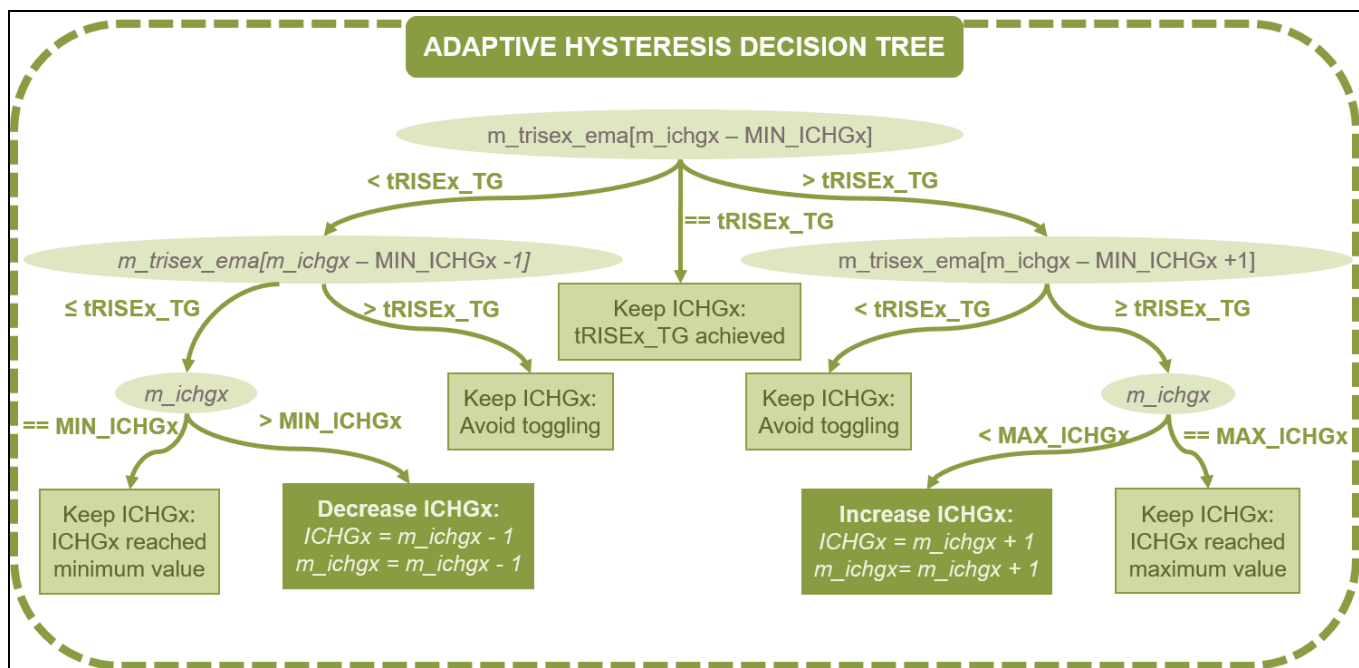 ADAPTIVE HYSTERESIS DECISION TREE
m_trisex_ema[m_ichgx – MIN_ICHGx]
< tRISEx_TG
== tRISEx_TG
> tRISEx_TG
m_trisex_ema[m_ichgx – MIN_ICHGx -1]
m_trisex_ema[m_ichgx – MIN_ICHGx +1]
≤ tRISEx_TG
> tRISEx_TG
Keep ICHGx:
tRISEx_TG achieved
< tRISEx_TG
≥ tRISEx_TG
m_ichgx
Keep ICHGx:
Avoid toggling
Keep ICHGx:
Avoid toggling
m_ichgx
== MIN_ICHGx
> MIN_ICHGx
< MAX_ICHGx
== MAX_ICHGx
Keep ICHGx:
ICHGx reached
minimum value
Decrease ICHGx:
ICHGx = m_ichgx - 1
m_ichgx = m_ichgx - 1
Increase ICHGx:
ICHGx = m_ichgx + 1
m_ichgx= m_ichgx + 1
Keep ICHGx:
ICHGx reached
maximum value